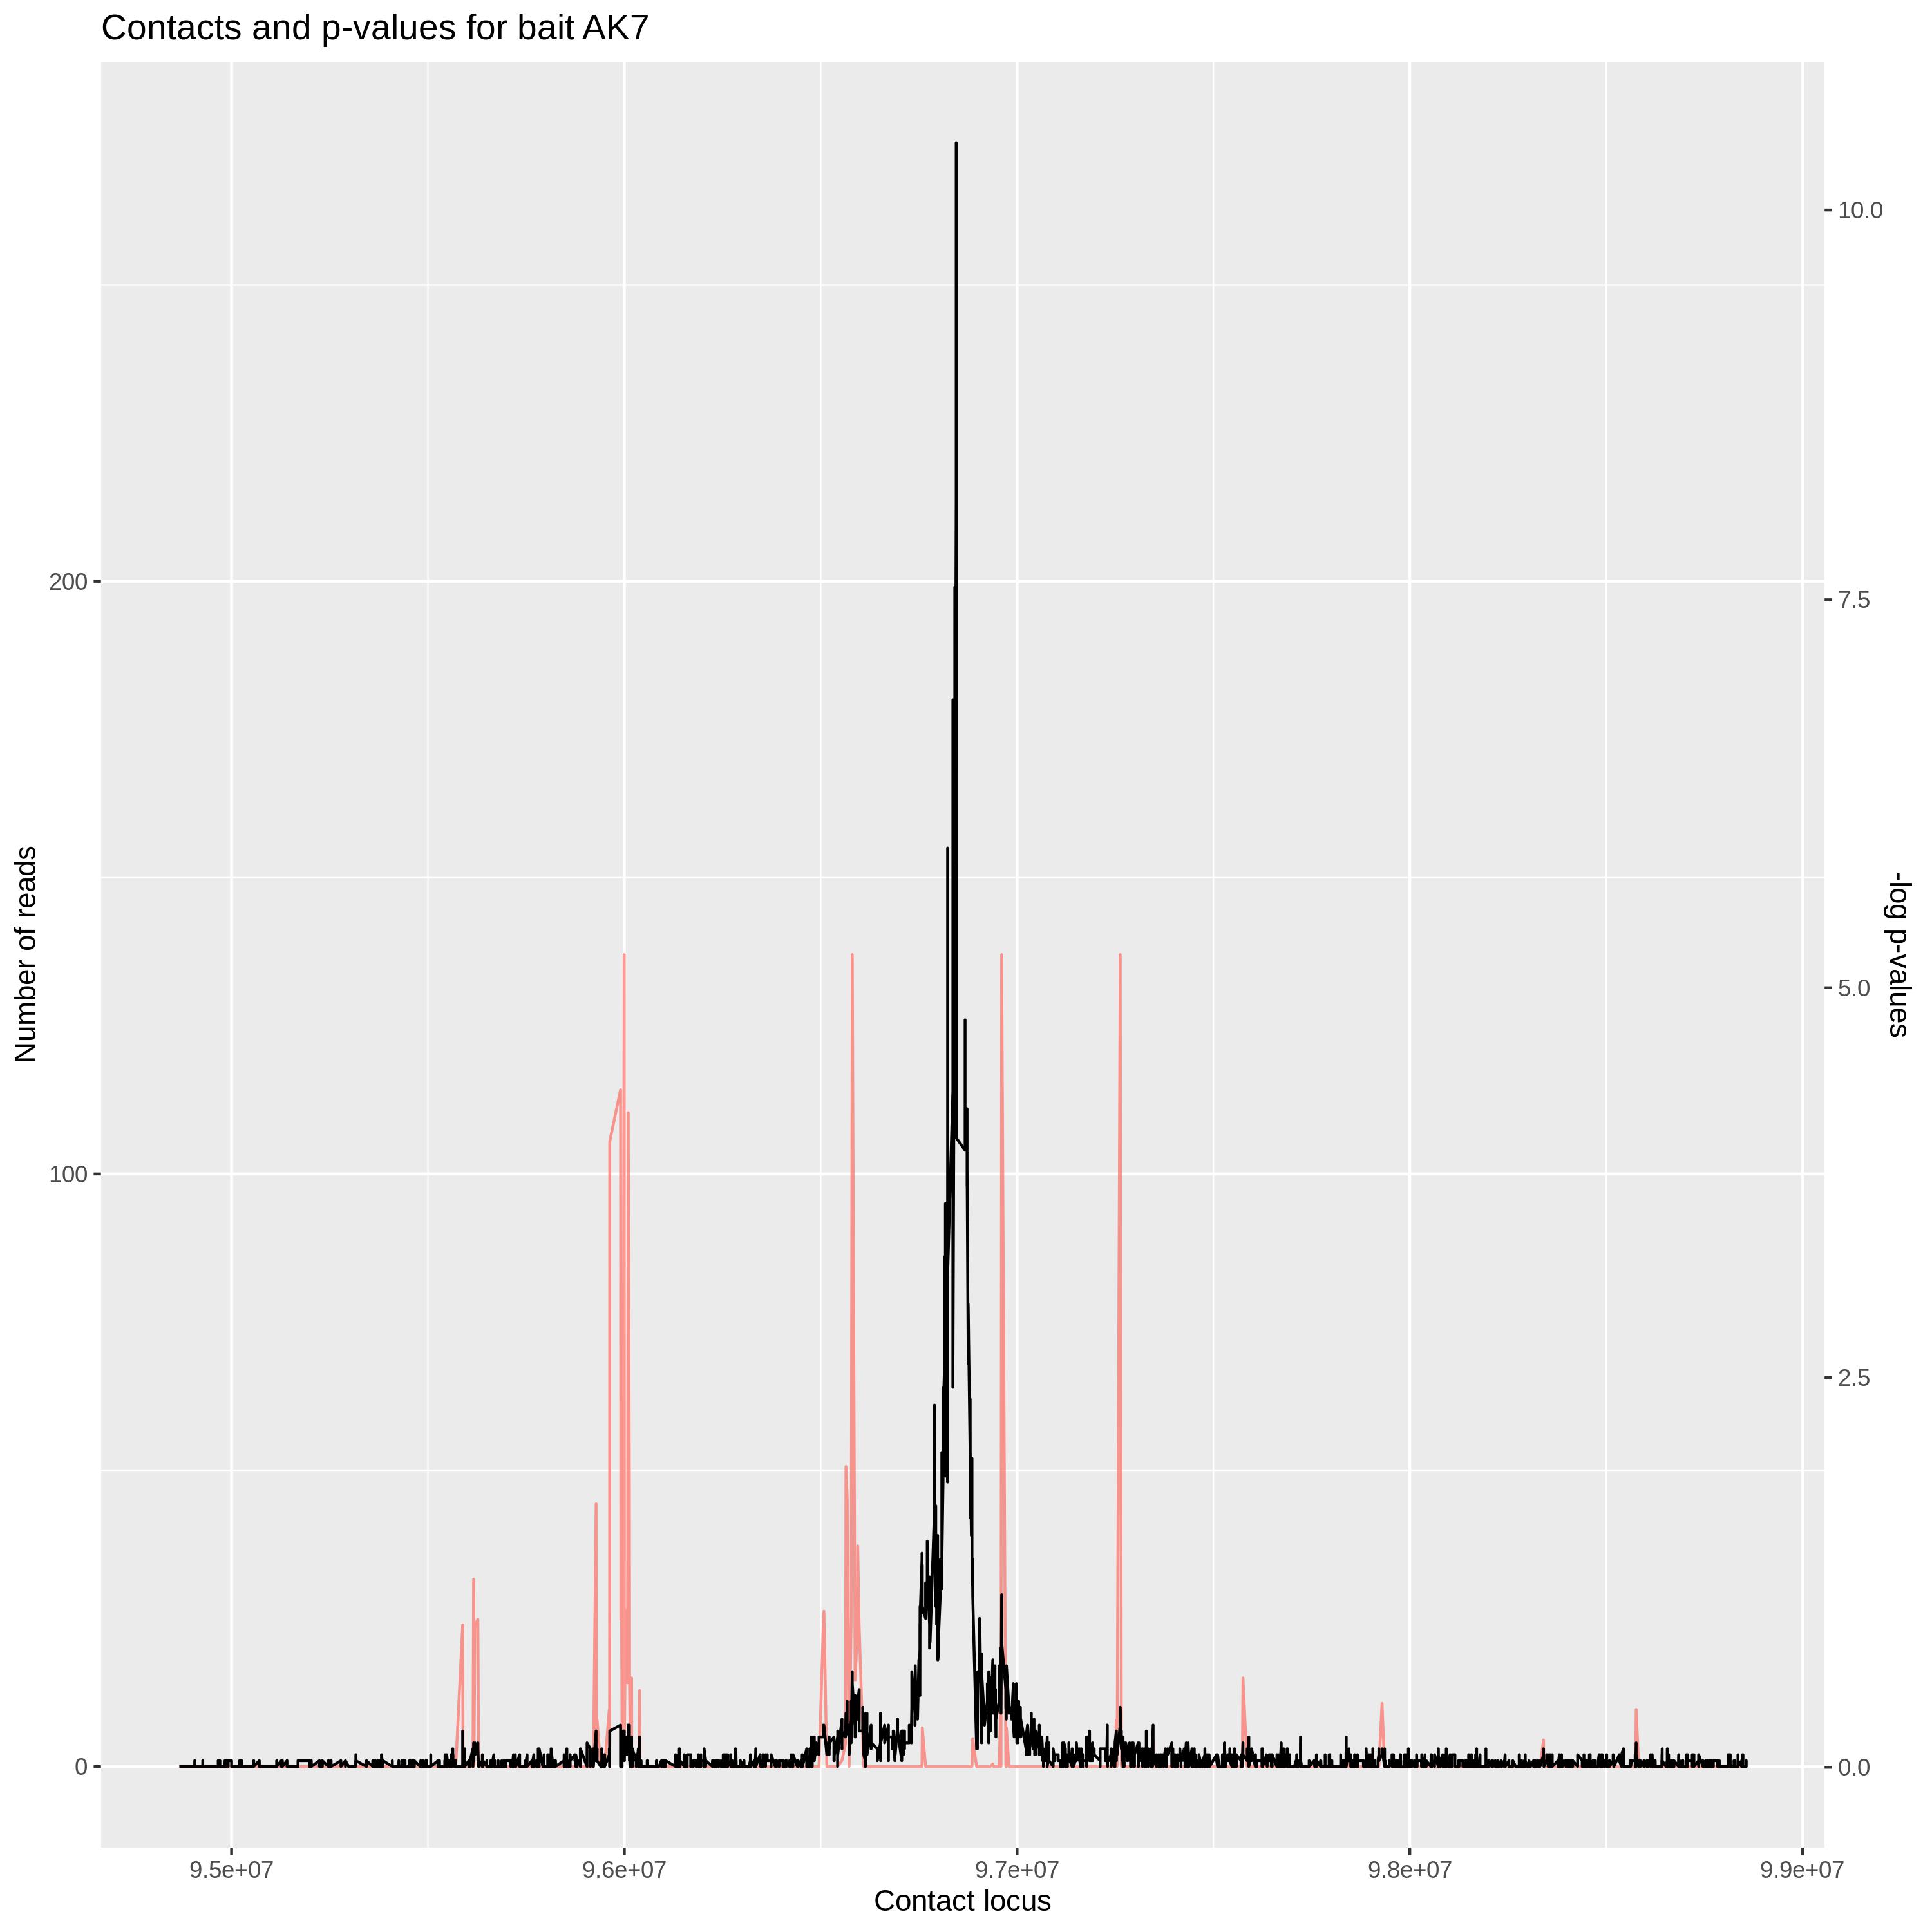 Contacts and p-values for bait AK7
10.0
200
7.5
Number of reads
-log p-values
5.0
100
2.5
0
0.0
9.5e+07
9.6e+07
9.7e+07
9.8e+07
9.9e+07
Contact locus